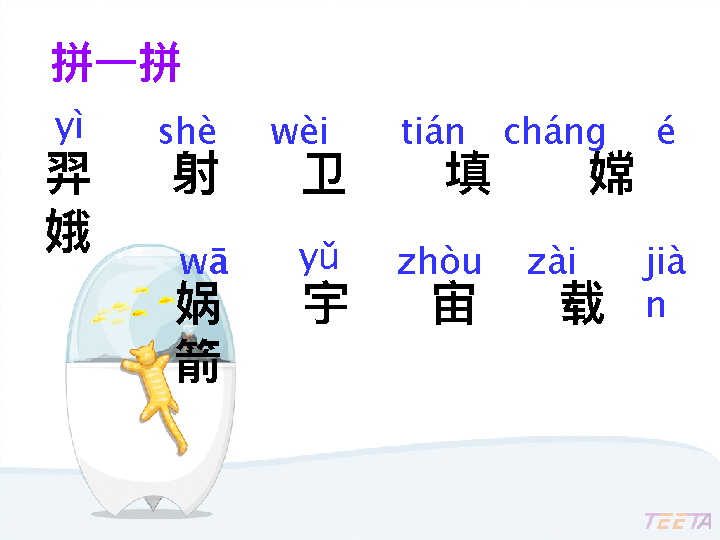 拼一拼
yì shè wèi tián cháng é
羿 射 卫 填 嫦
娥
wā yǔ zhòu zài jià
娲 宇 宙 载 n
箭
TEETA